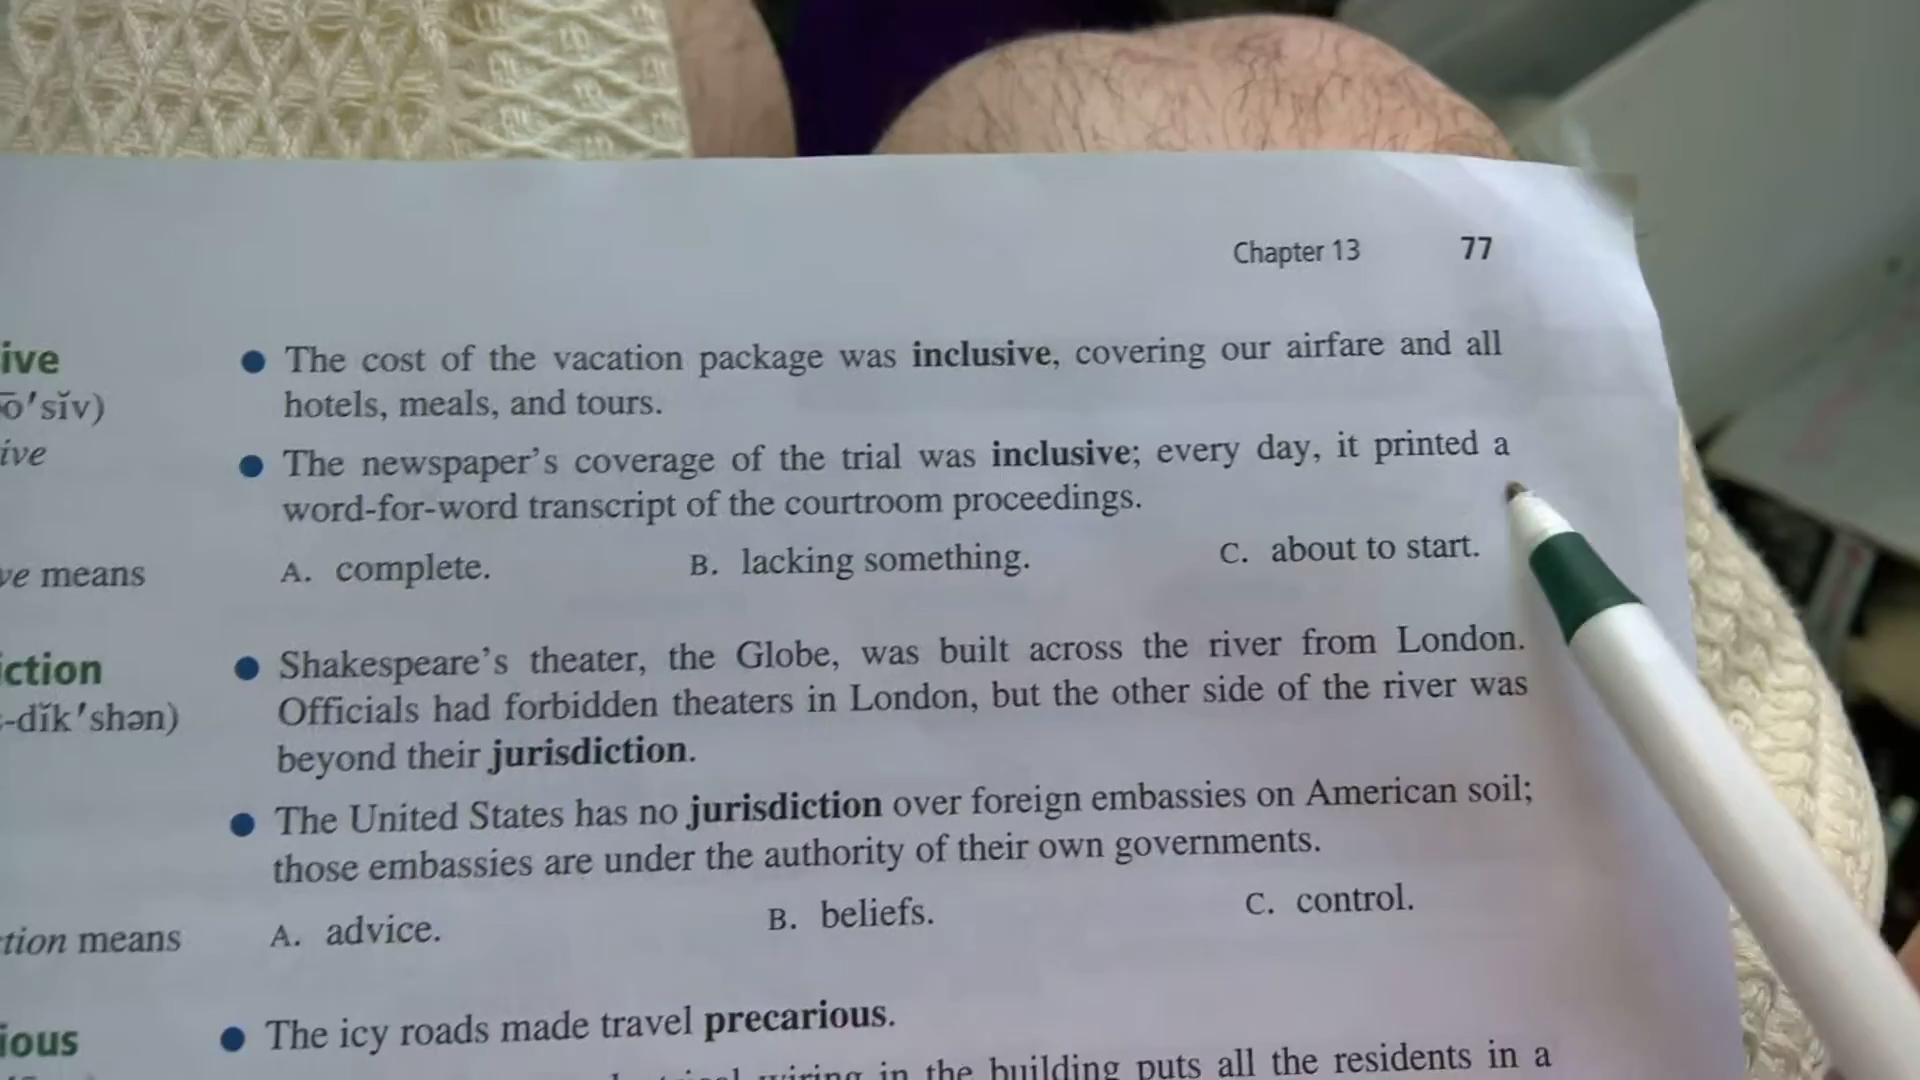 Chapter 13 77
ive
The cost of the vacation package was inclusive, covering our airfare and all
ō′sĭv)
hotels, meals, and tours.
ive
The newspaper's coverage of the trial was inclusive; every day, it printed a
word-for-word transcript of the courtroom proceedings.
ve means A. complete. B. lacking something. C. about to start.
iction
Shakespeare's theater, the Globe, was built across the river from London.
-dĭk′shən)
Officials had forbidden theaters in London, but the other side of the river was
beyond their jurisdiction.
The United States has no jurisdiction over foreign embassies on American soil;
those embassies are under the authority of their own governments.
tion means A. advice. B. beliefs. C. control.
ious
The icy roads made travel precarious.
wiring in the building puts all the residents in a